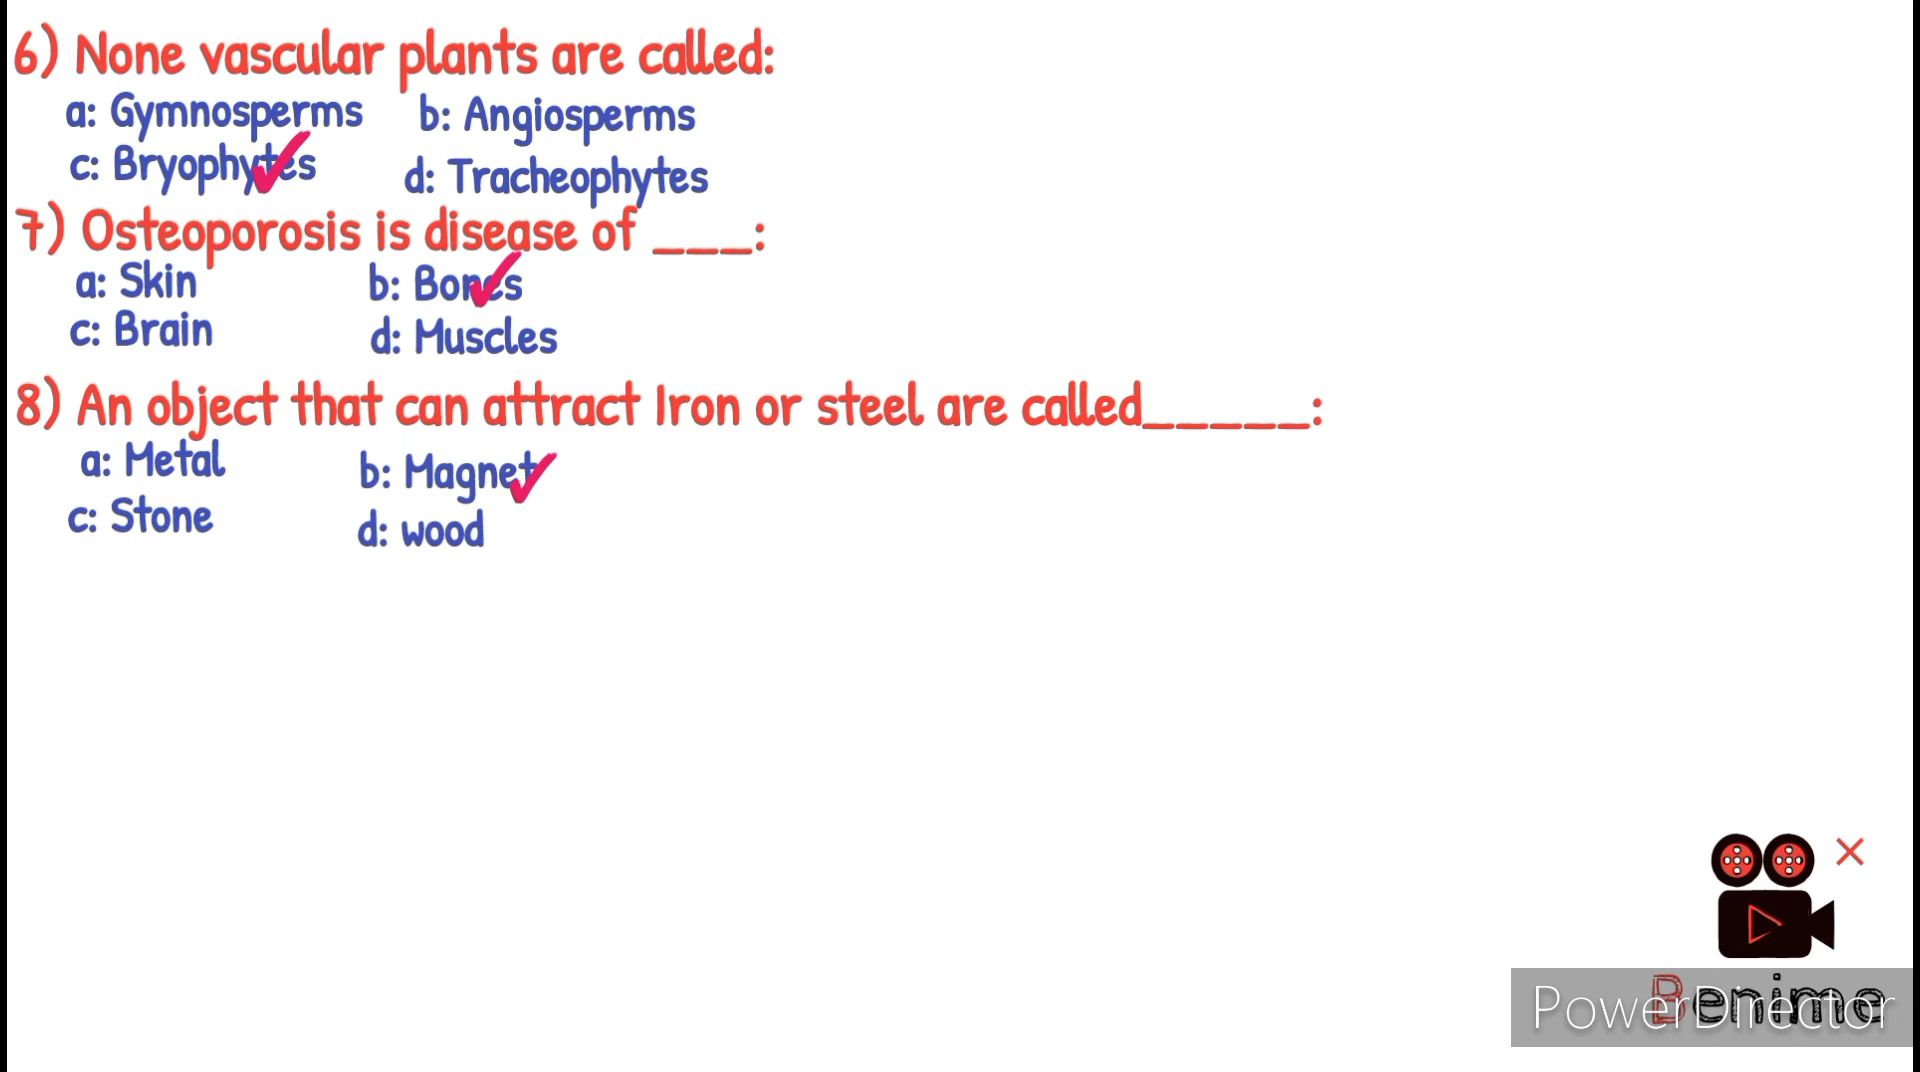 6) None vascular plants are called:
a: Gymnosperms b: Angiosperms
c: Bryophytes d: Tracheophytes
7) Osteoporosis is disease of ___:
a: Skin b: Bones
c: Brain d: Muscles
8) An object that can attract Iron or steel are called_____:
a: Metal b: Magnet
c: Stone d: wood
Benime
PowerDirector